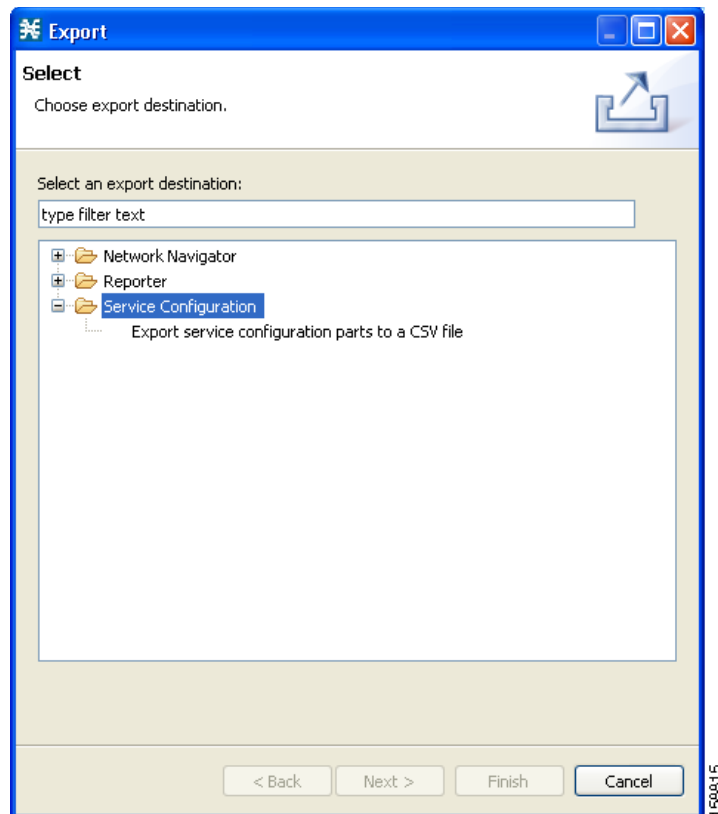 Export
Select
Choose export destination.
Select an export destination:
type filter text
Network Navigator
Reporter
Service Configuration
Export service configuration parts to a CSV file
< Back
Next >
Finish
Cancel
158815